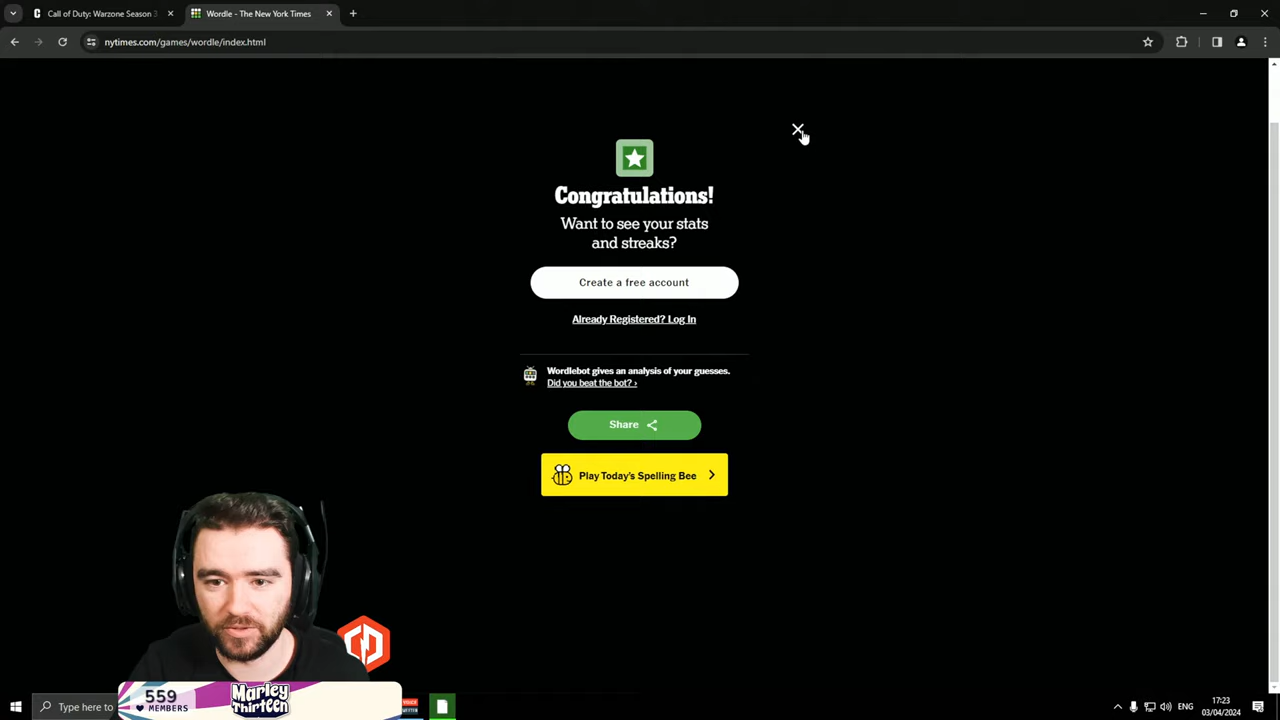 Call of Duty: Warzone Season 3
Wordle - The New York Times
nytimes.com/games/wordle/index.html
Congratulations!
Want to see your stats
and streaks?
Create a free account
Already Registered? Log In
Wordlebot gives an analysis of your guesses.
Did you beat the bot? ›
Share
Play Today's Spelling Bee
559
MEMBERS
Marley
Thirteen
Type here to
VOICE
ENG
17:23
03/04/2024